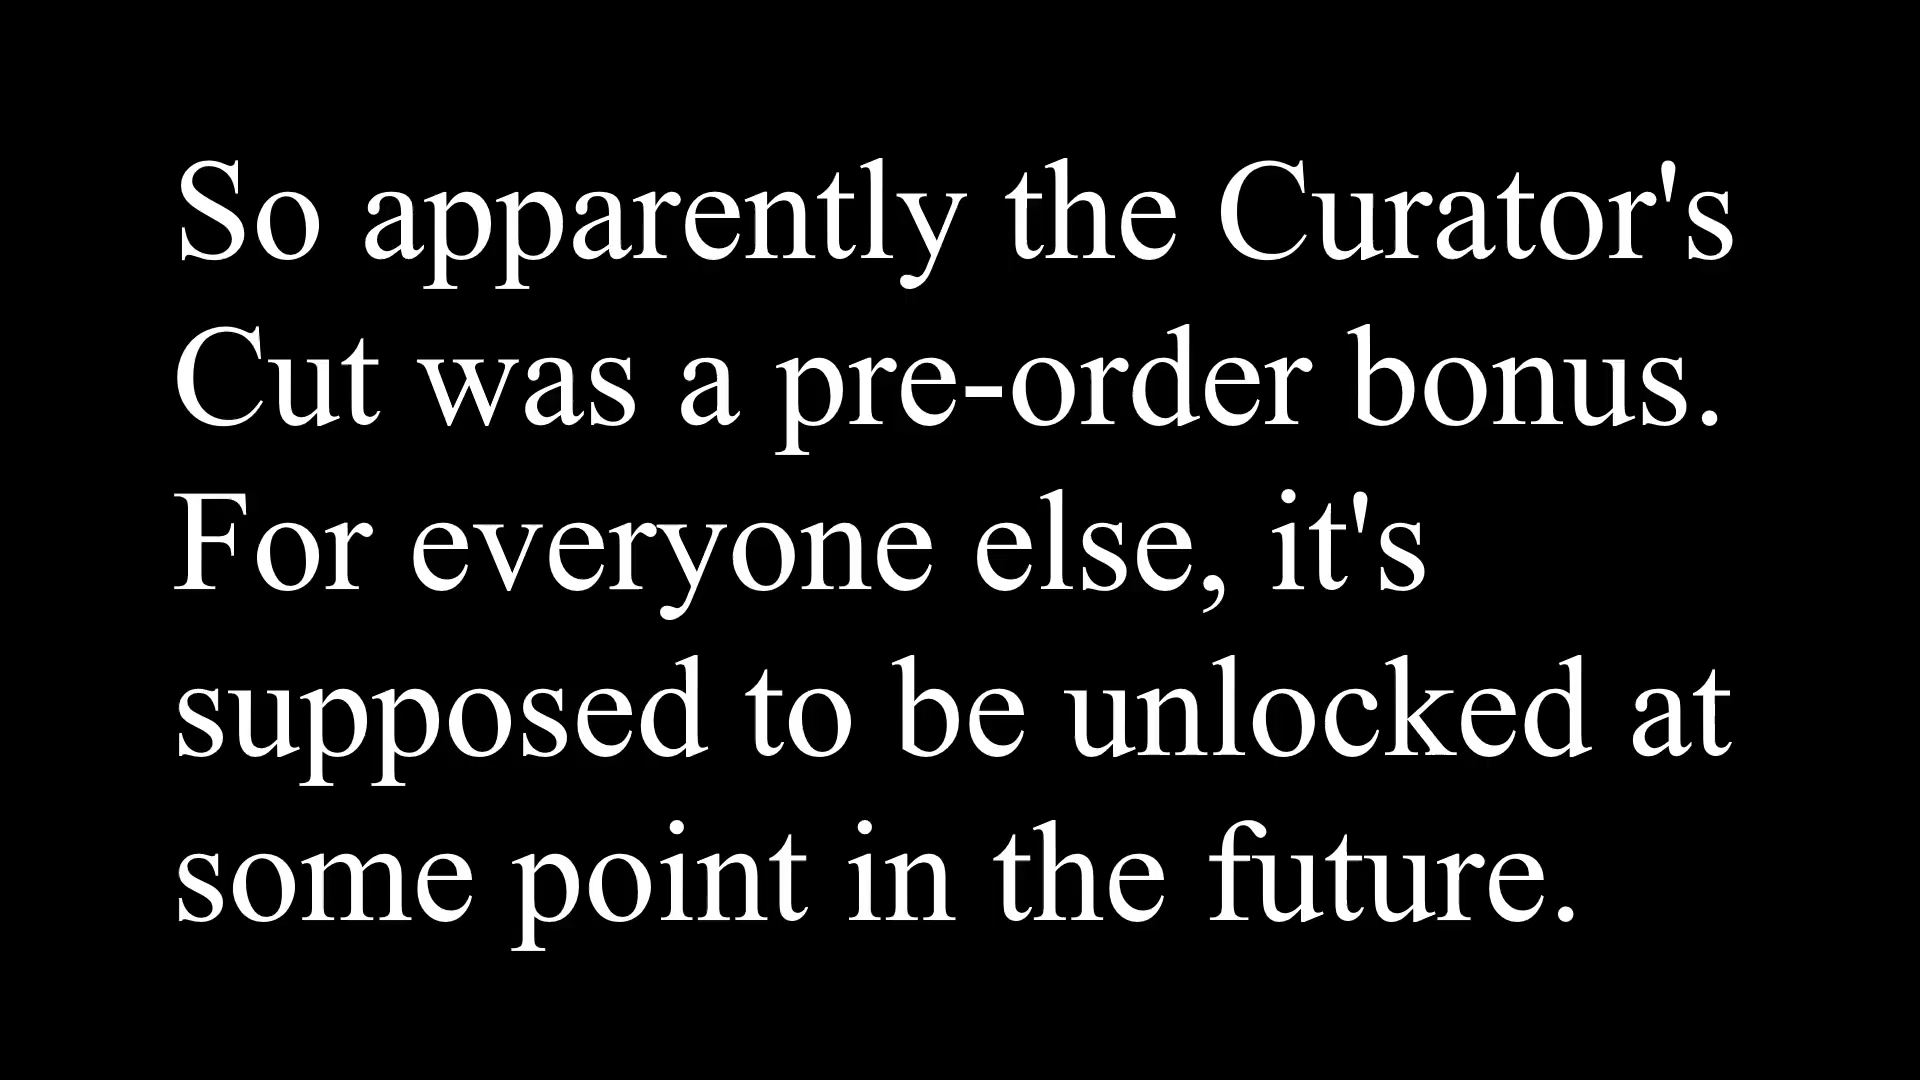 So apparently the Curator's
Cut was a pre-order bonus.
For everyone else, it's
supposed to be unlocked at
some point in the future.